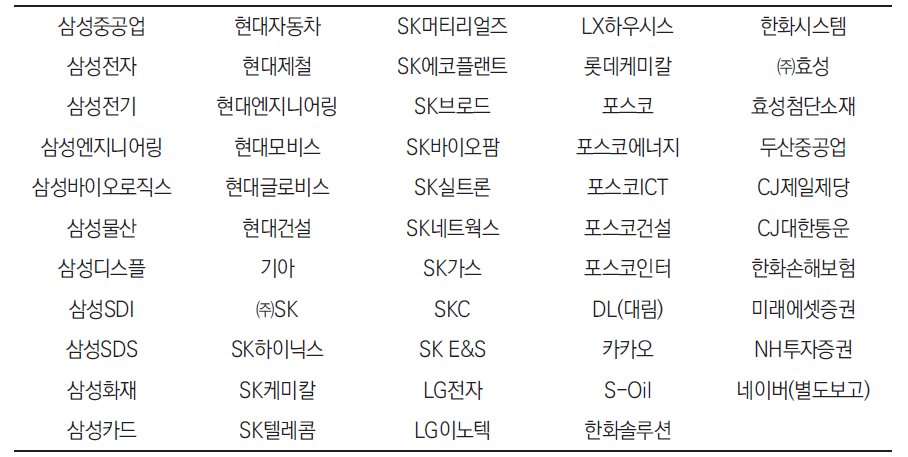 삼성중공업 현대자동차 SK머티리얼즈 LX하우시스 한화시스템
삼성전자 현대제철 SK에코플랜트 롯데케미칼 ㈜효성
삼성전기 현대엔지니어링 SK브로드 포스코 효성첨단소재
삼성엔지니어링 현대모비스 SK바이오팜 포스코에너지 두산중공업
삼성바이오로직스 현대글로비스 SK실트론 포스코ICT CJ제일제당
삼성물산 현대건설 SK네트웍스 포스코건설 CJ대한통운
삼성디스플 기아 SK가스 포스코인터 한화손해보험
삼성SDI ㈜SK SKC DL(대림) 미래에셋증권
삼성SDS SK하이닉스 SK E&S 카카오 NH투자증권
삼성화재 SK케미칼 LG전자 S-Oil 네이버(별도보고)
삼성카드 SK텔레콤 LG이노텍 한화솔루션